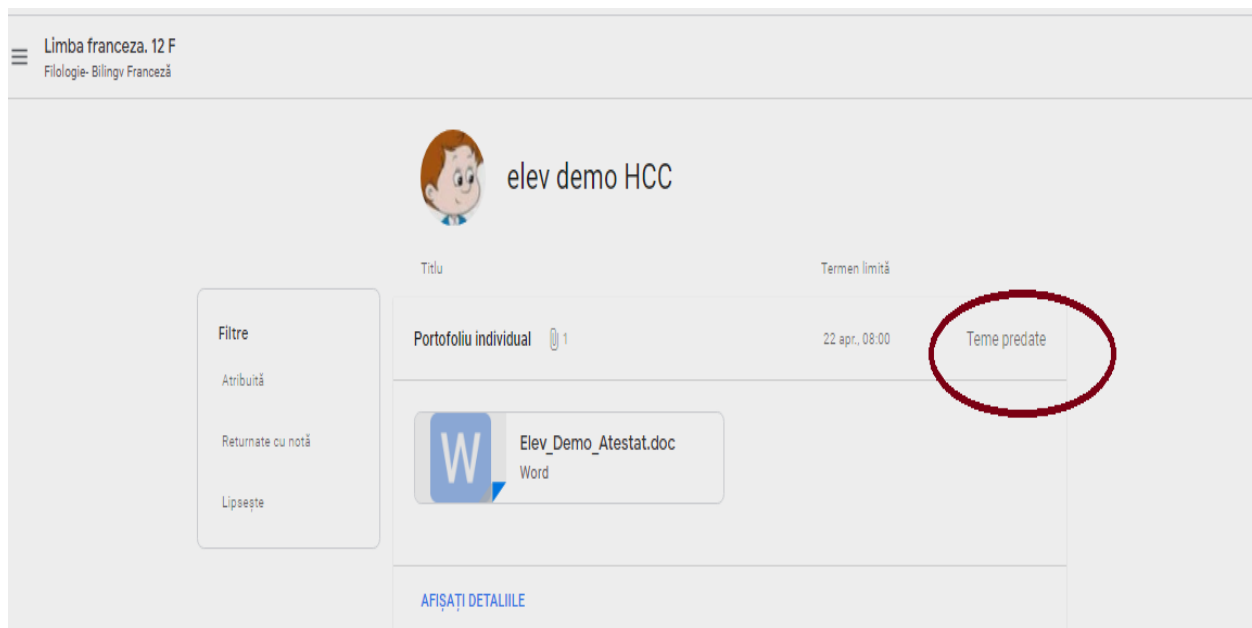 Limba franceza. 12 F
Filologie- Bilingv Franceză
elev demo HCC
Titlu
Termen limită
Filtre
Atribuită
Returnate cu notă
Lipsește
Portofoliu individual 1
22 apr., 08:00
Teme predate
W
Elev_Demo_Atestat.doc
Word
AFIȘAȚI DETALIILE